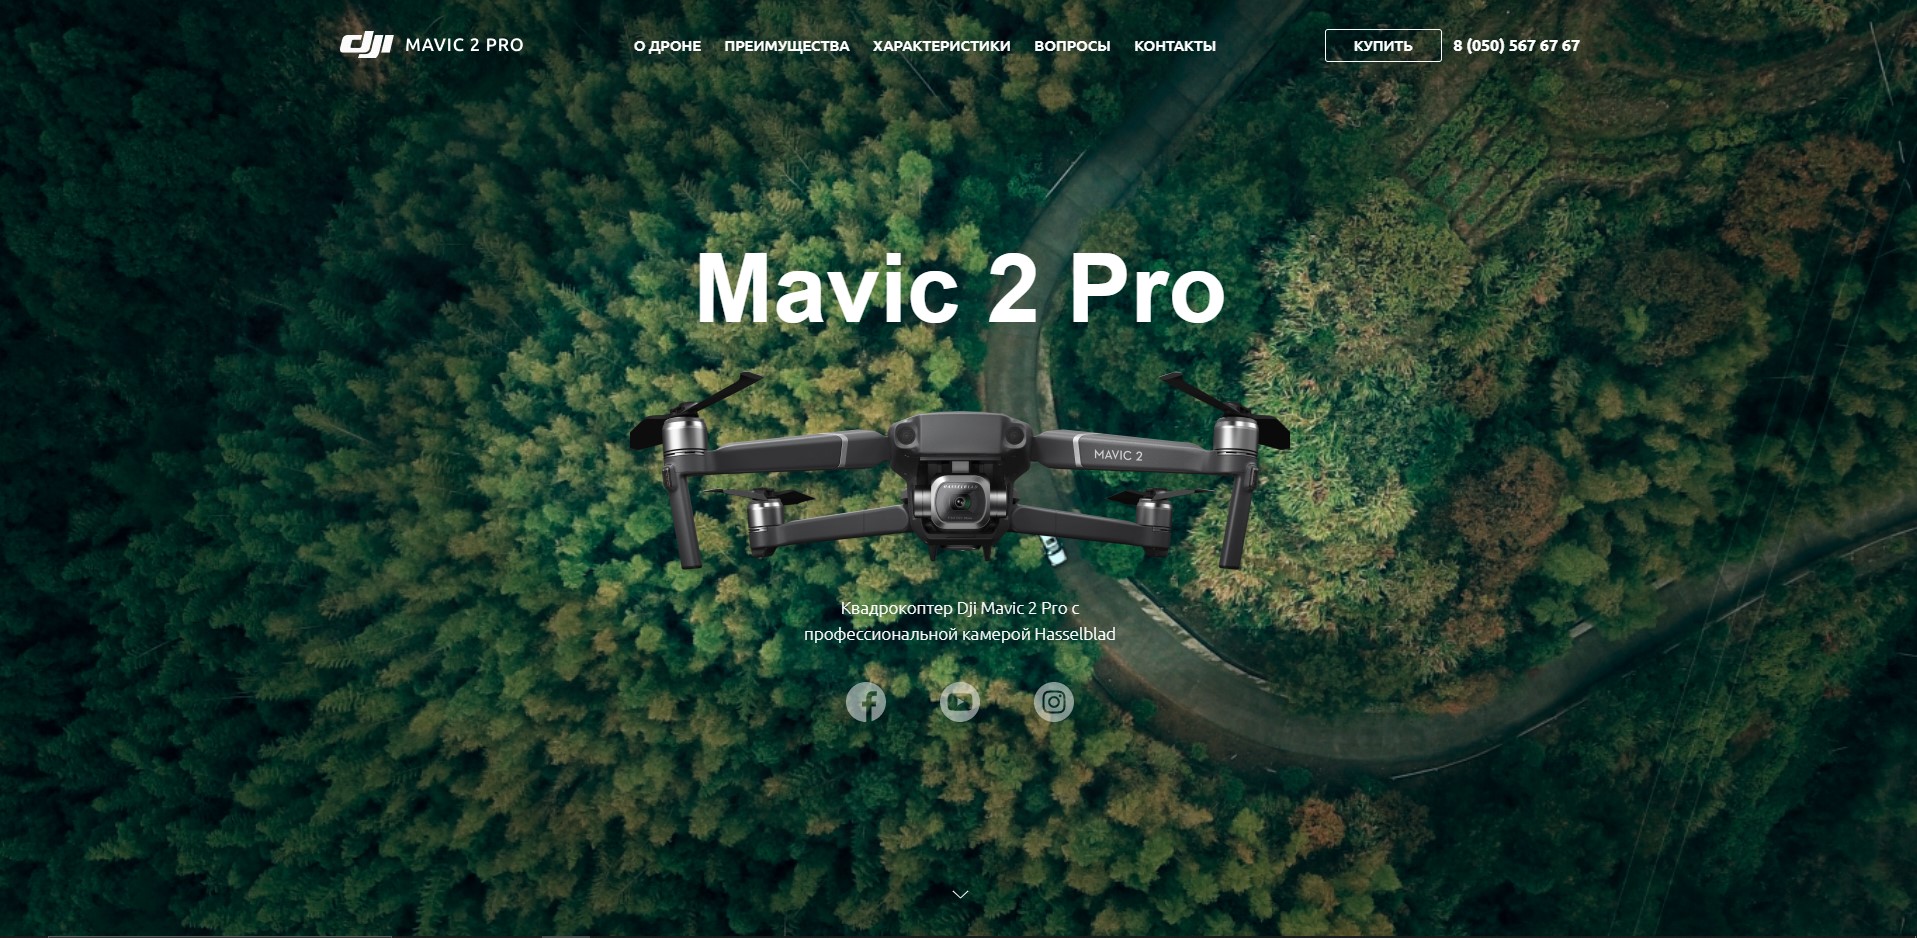 dji MAVIC 2 PRO
О ДРОНЕ ПРЕИМУЩЕСТВА ХАРАКТЕРИСТИКИ ВОПРОСЫ КОНТАКТЫ
КУПИТЬ 8 (050) 567 67 67
Mavic 2 Pro
MAVIC 2
HASSELBLAD
Квадрокоптер Dji Mavic 2 Pro с
профессиональной камерой Hasselblad